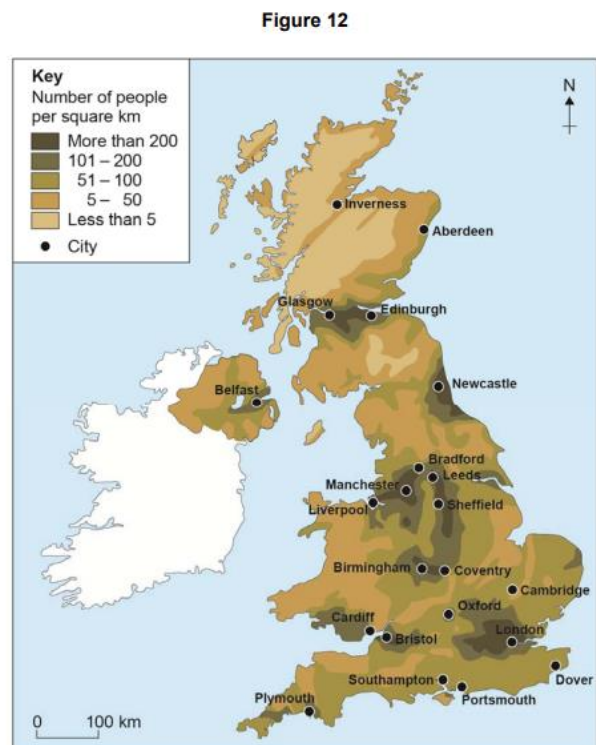 Figure 12
Key
Number of people
per square km
More than 200
101 – 200
51 – 100
5 – 50
Less than 5
City
N
Inverness
Aberdeen
Glasgow
Edinburgh
Belfast
Newcastle
Bradford
Leeds
Manchester
Liverpool
Sheffield
Birmingham
Coventry
Cambridge
Oxford
Cardiff
London
Bristol
Southampton
Dover
Portsmouth
Plymouth
0 100 km